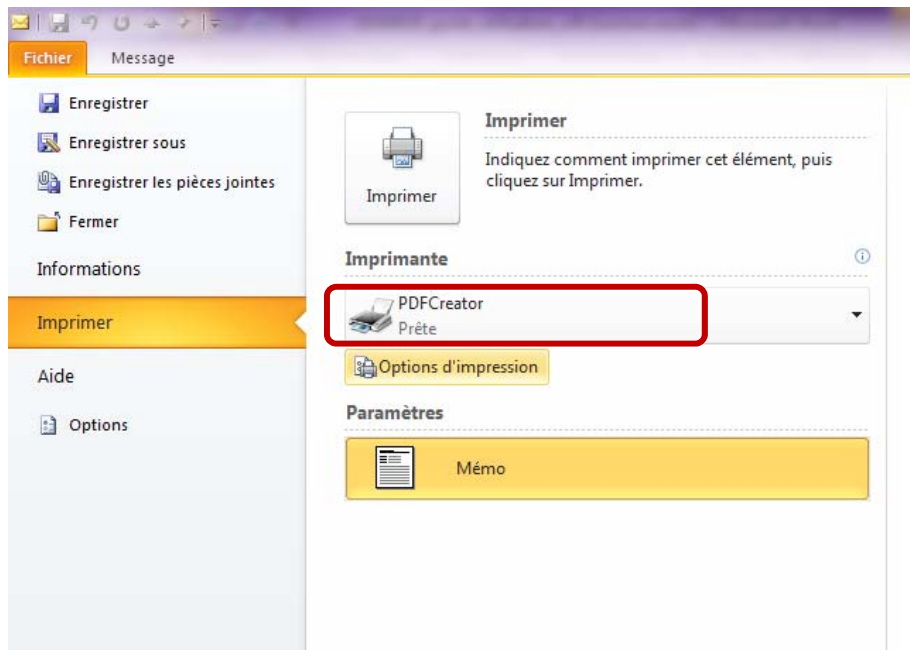 Fichier
Message
Enregistrer
Enregistrer sous
Enregistrer les pièces jointes
Fermer
Informations
Imprimer
Aide
Options
Imprimer
Imprimer
Indiquez comment imprimer cet élément, puis
cliquez sur Imprimer.
Imprimante
PDFCreator
Prête
Options d'impression
Paramètres
Mémo